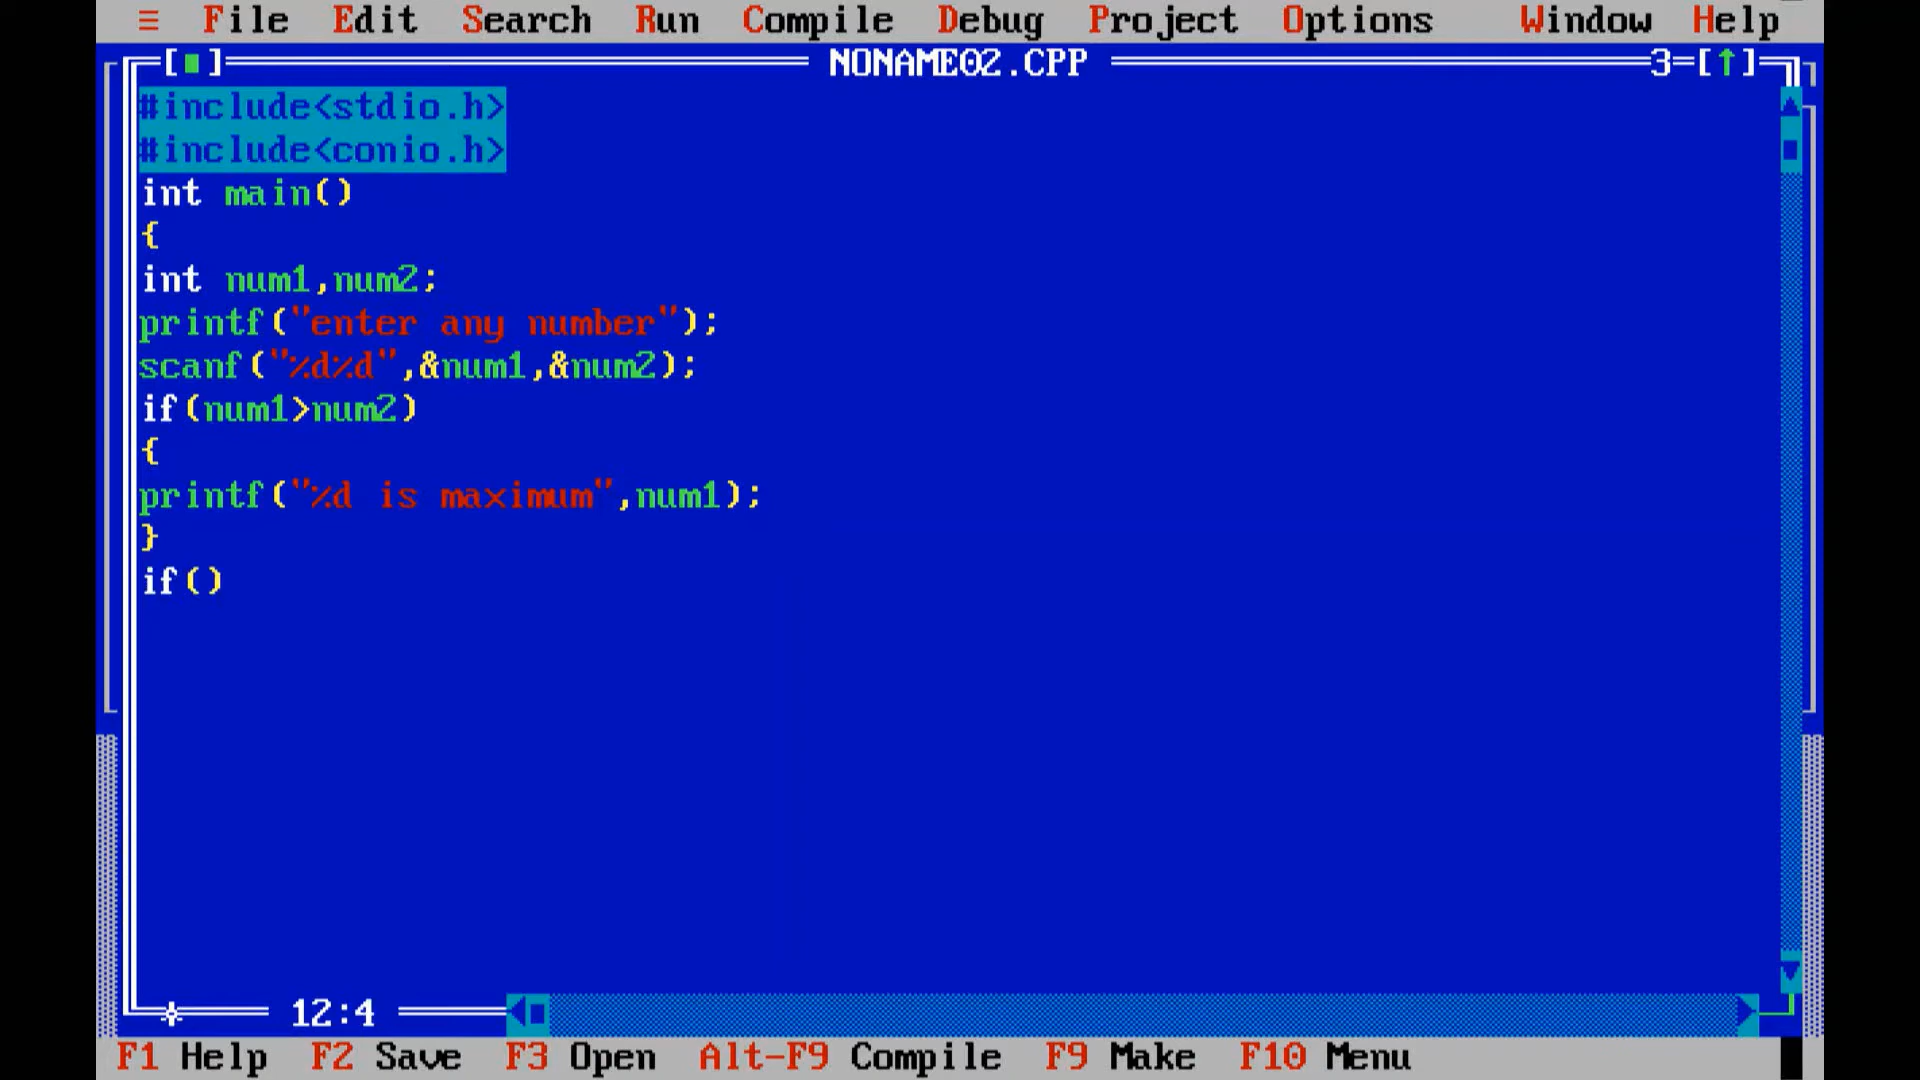 ≡ File Edit Search Run Compile Debug Project Options Window Help
[■] NONAME02.CPP 3=[↑]
#include<stdio.h>
#include<conio.h>
int main()
{
int num1,num2;
printf("enter any number");
scanf("%d%d",&num1,&num2);
if(num1>num2)
{
printf("%d is maximum",num1);
}
if()
12:4
F1 Help F2 Save F3 Open Alt-F9 Compile F9 Make F10 Menu